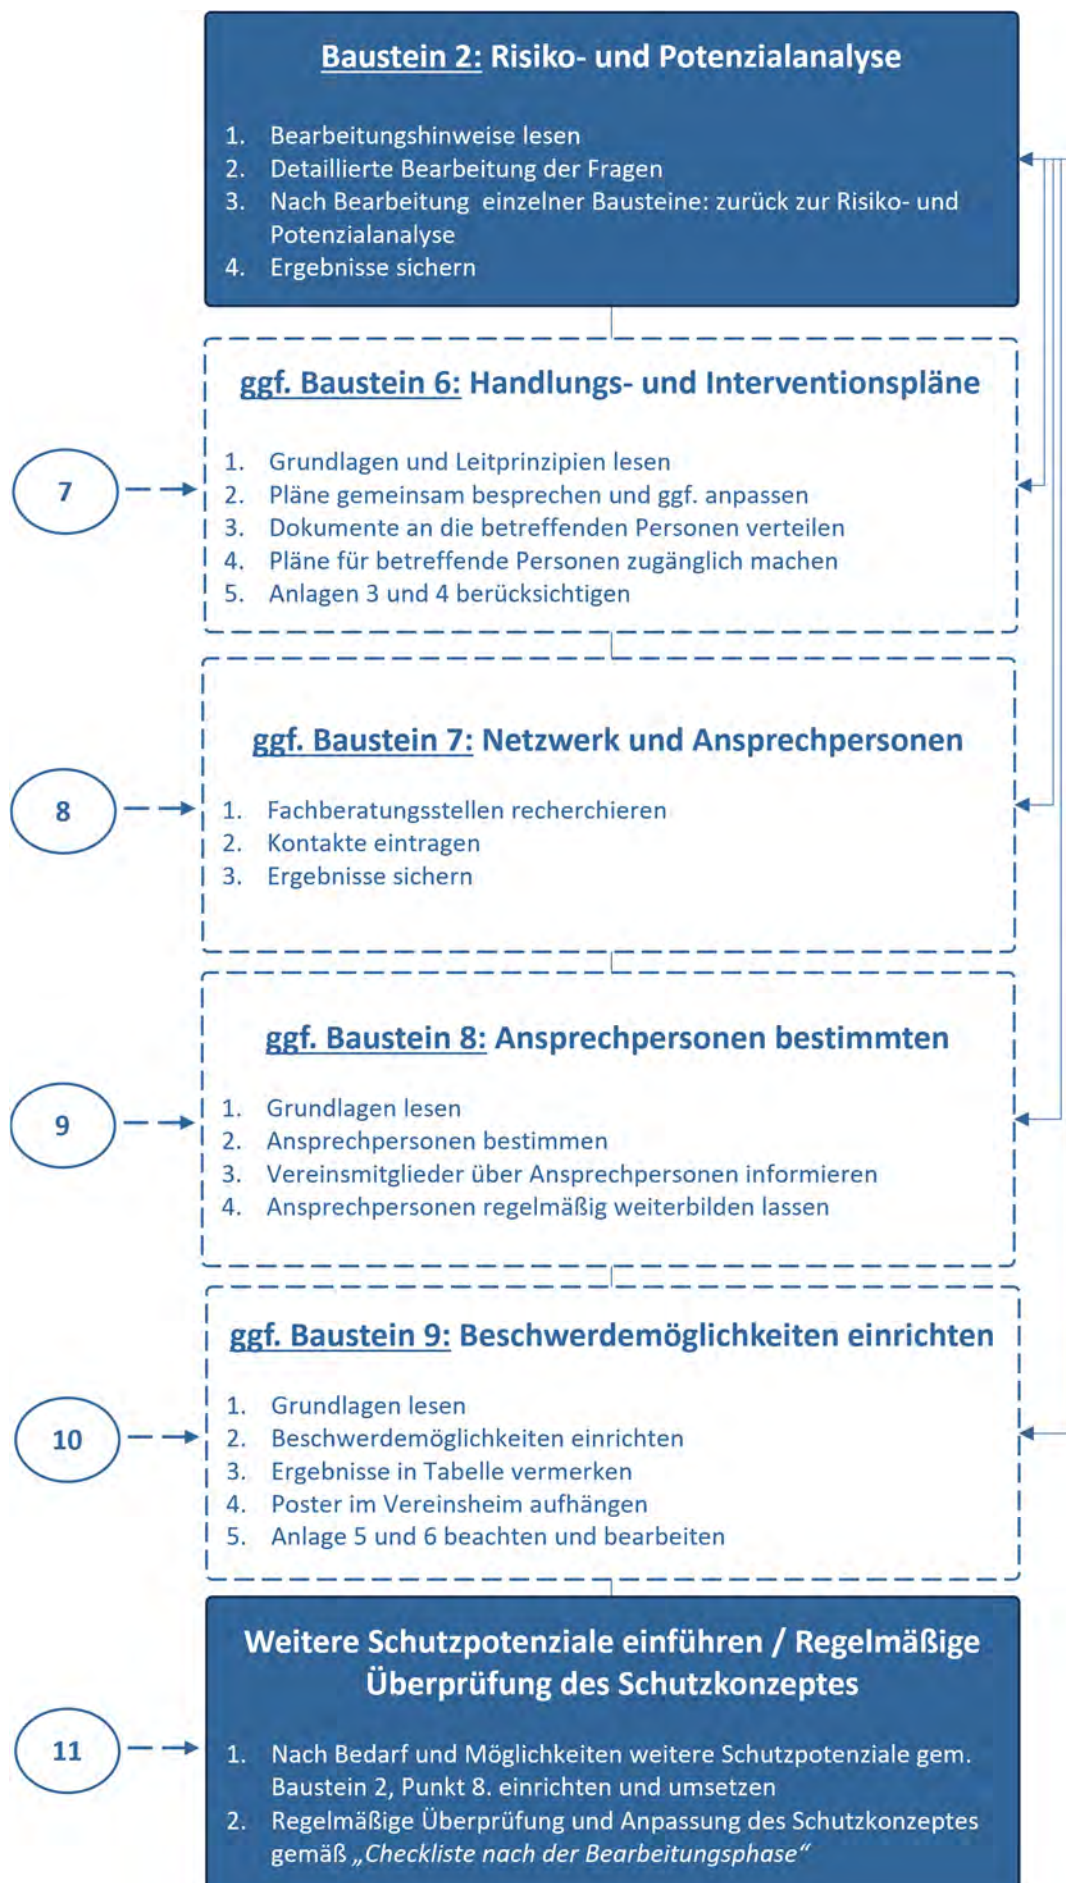 Baustein 2: Risiko- und Potenzialanalyse
1. Bearbeitungshinweise lesen
2. Detaillierte Bearbeitung der Fragen
3. Nach Bearbeitung einzelner Bausteine: zurück zur Risiko- und
Potenzialanalyse
4. Ergebnisse sichern
ggf. Baustein 6: Handlungs- und Interventionspläne
7
1. Grundlagen und Leitprinzipien lesen
2. Pläne gemeinsam besprechen und ggf. anpassen
3. Dokumente an die betreffenden Personen verteilen
4. Pläne für betreffende Personen zugänglich machen
5. Anlagen 3 und 4 berücksichtigen
ggf. Baustein 7: Netzwerk und Ansprechpersonen
8
1. Fachberatungsstellen recherchieren
2. Kontakte eintragen
3. Ergebnisse sichern
ggf. Baustein 8: Ansprechpersonen bestimmten
9
1. Grundlagen lesen
2. Ansprechpersonen bestimmen
3. Vereinsmitglieder über Ansprechpersonen informieren
4. Ansprechpersonen regelmäßig weiterbilden lassen
ggf. Baustein 9: Beschwerdemöglichkeiten einrichten
10
1. Grundlagen lesen
2. Beschwerdemöglichkeiten einrichten
3. Ergebnisse in Tabelle vermerken
4. Poster im Vereinsheim aufhängen
5. Anlage 5 und 6 beachten und bearbeiten
Weitere Schutzpotenziale einführen / Regelmäßige
Überprüfung des Schutzkonzeptes
11
1. Nach Bedarf und Möglichkeiten weitere Schutzpotenziale gem.
Baustein 2, Punkt 8. einrichten und umsetzen
2. Regelmäßige Überprüfung und Anpassung des Schutzkonzeptes
gemäß „Checkliste nach der Bearbeitungsphase“